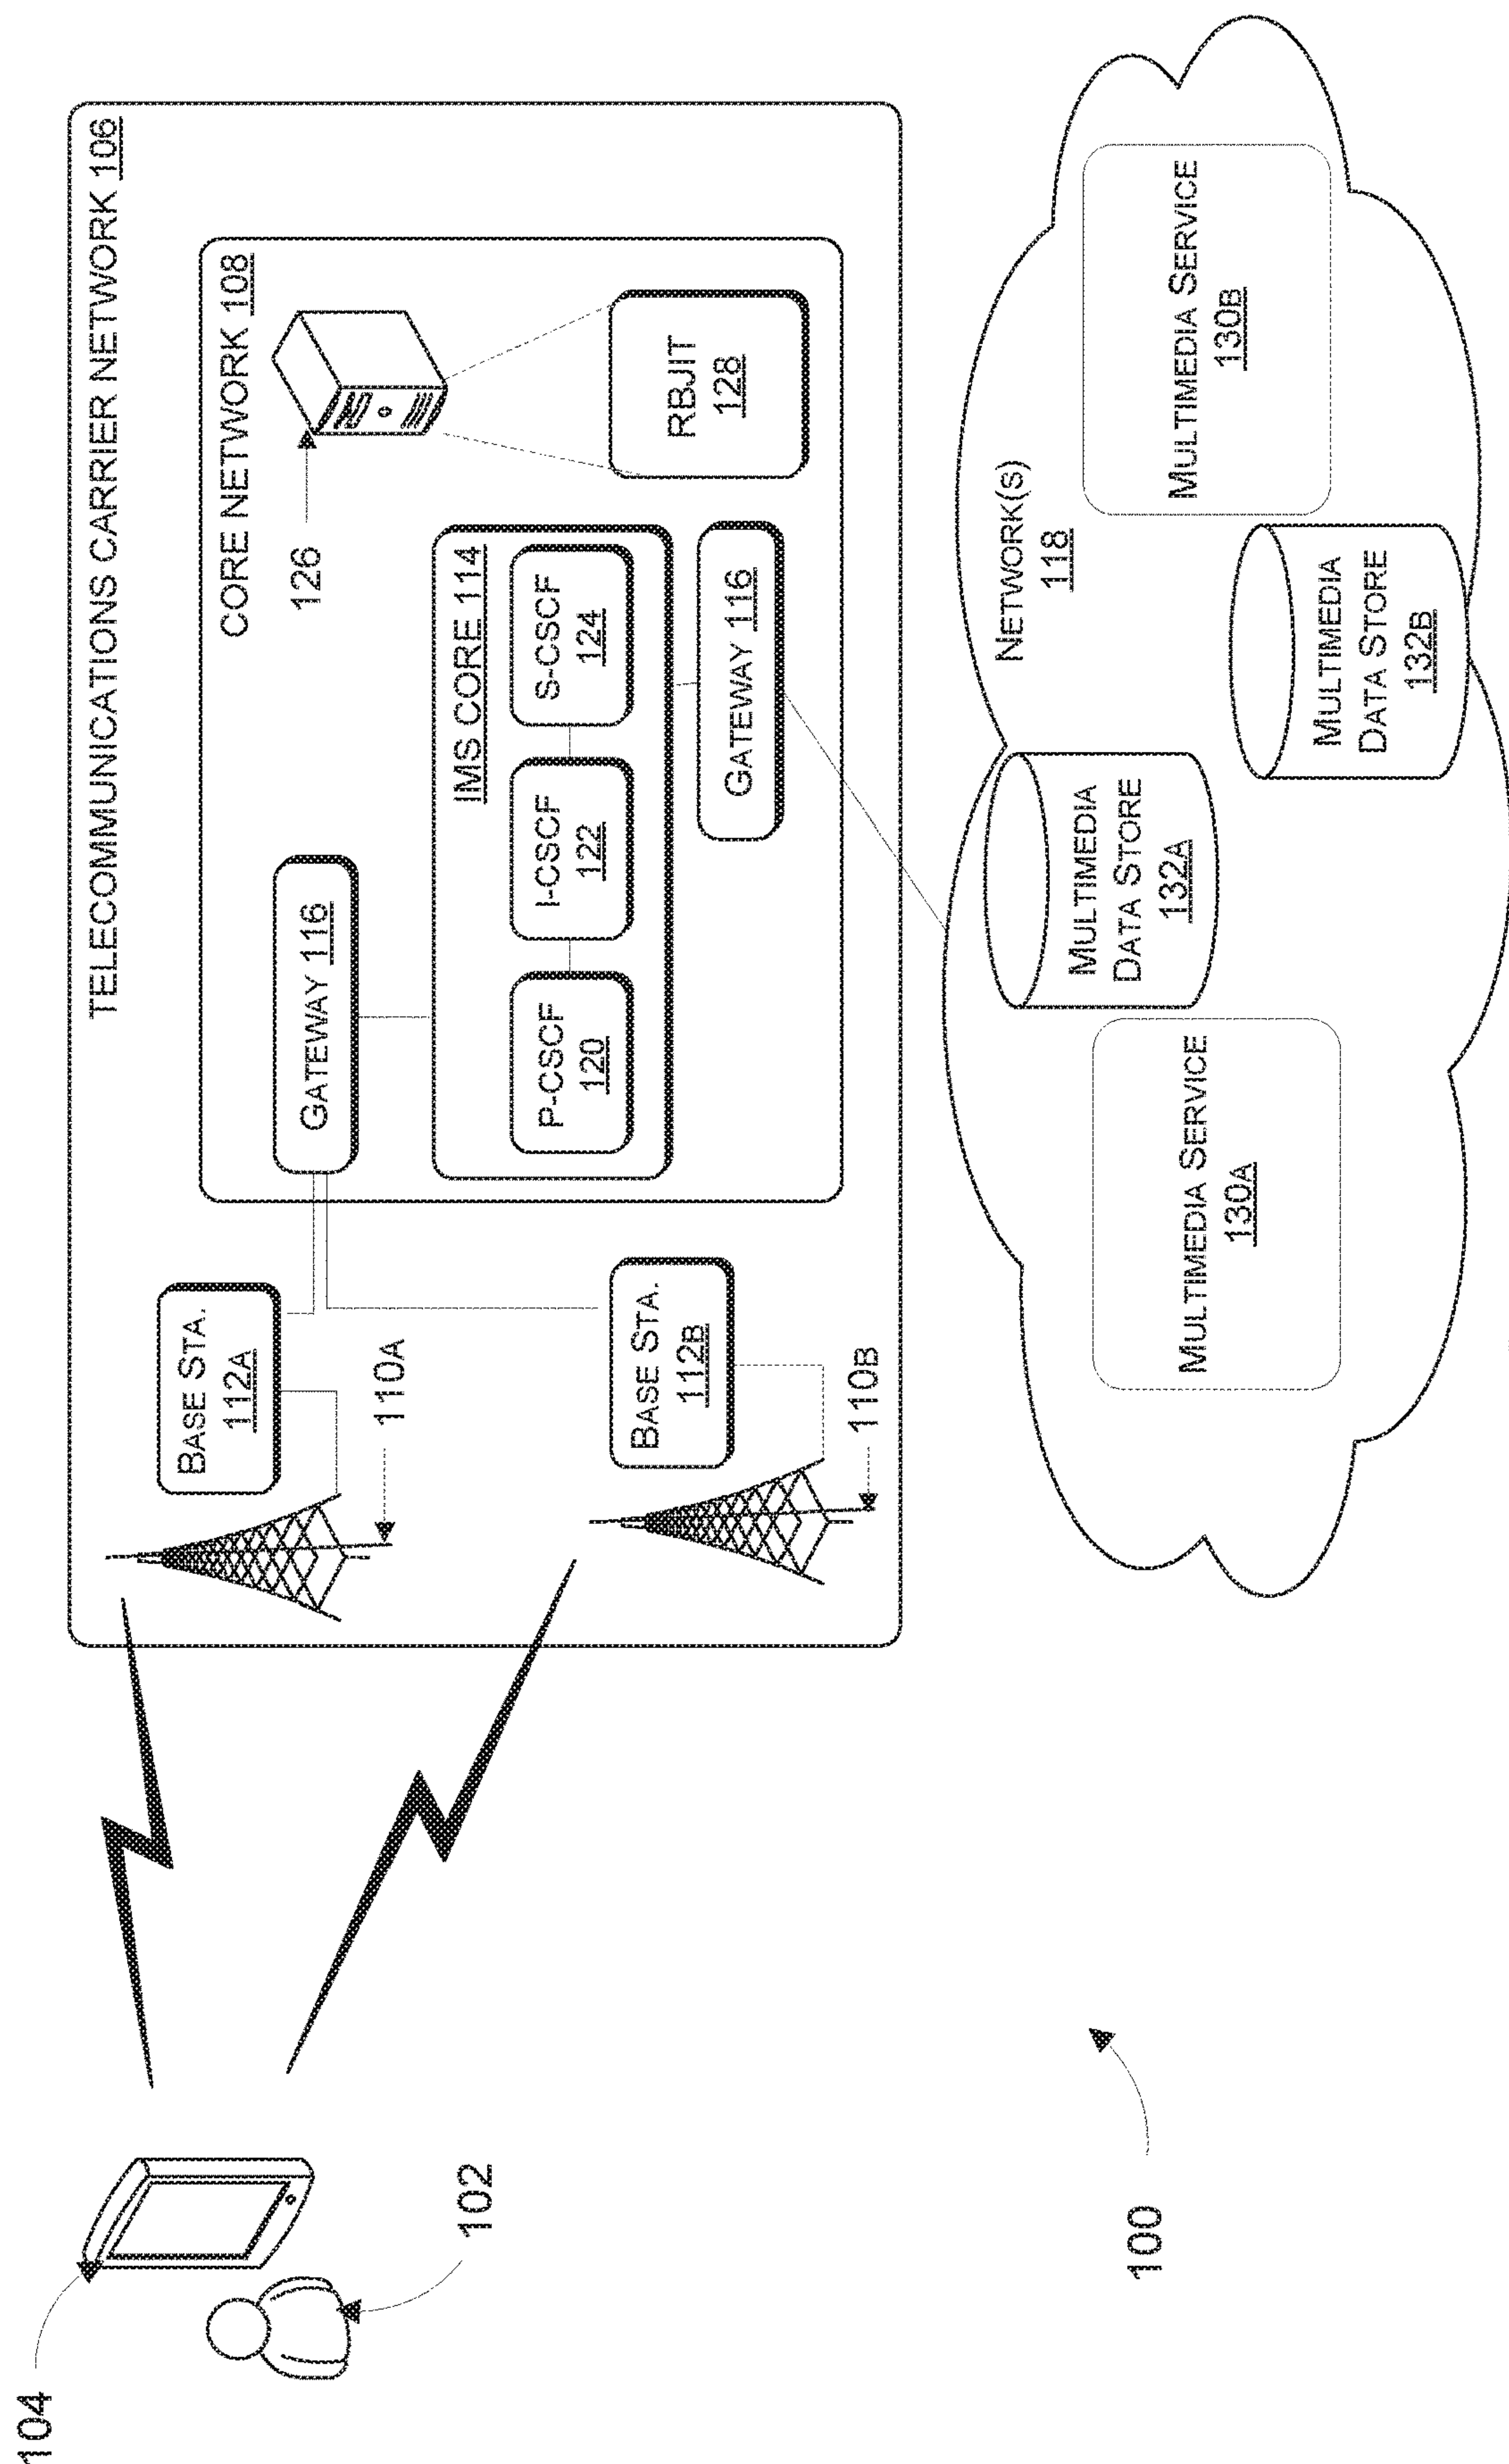 TELECOMMUNICATIONS CARRIER NETWORK 106
CORE NETWORK 108
104
102
BASE STA.
112A
110A
GATEWAY 116
126
IMS CORE 114
P-CSCF
120
I-CSCF
122
S-CSCF
124
RBJIT
128
BASE STA.
112B
110B
GATEWAY 116
NETWORK(S)
118
MULTIMEDIA SERVICE
130A
MULTIMEDIA
DATA STORE
132A
MULTIMEDIA
DATA STORE
132B
MULTIMEDIA SERVICE
130B
100